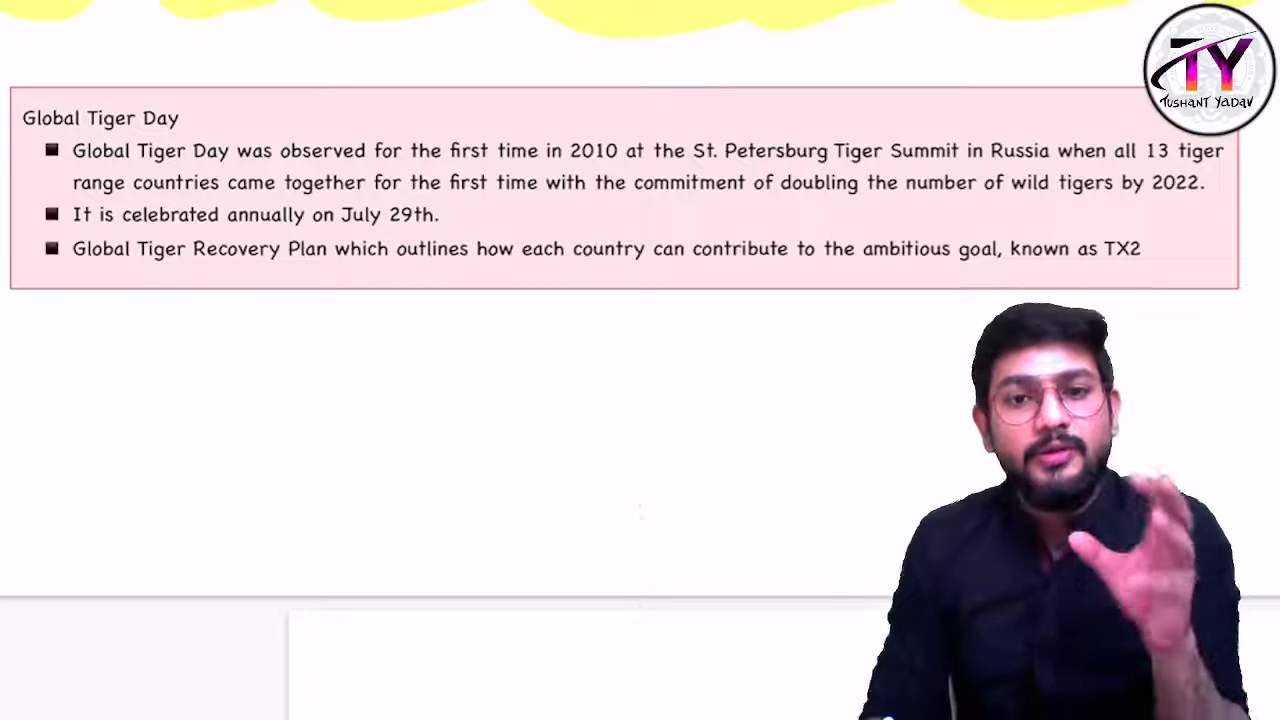 TY
TUSHANT YADAV
Global Tiger Day
Global Tiger Day was observed for the first time in 2010 at the St. Petersburg Tiger Summit in Russia when all 13 tiger
range countries came together for the first time with the commitment of doubling the number of wild tigers by 2022.
It is celebrated annually on July 29th.
Global Tiger Recovery Plan which outlines how each country can contribute to the ambitious goal, known as TX2